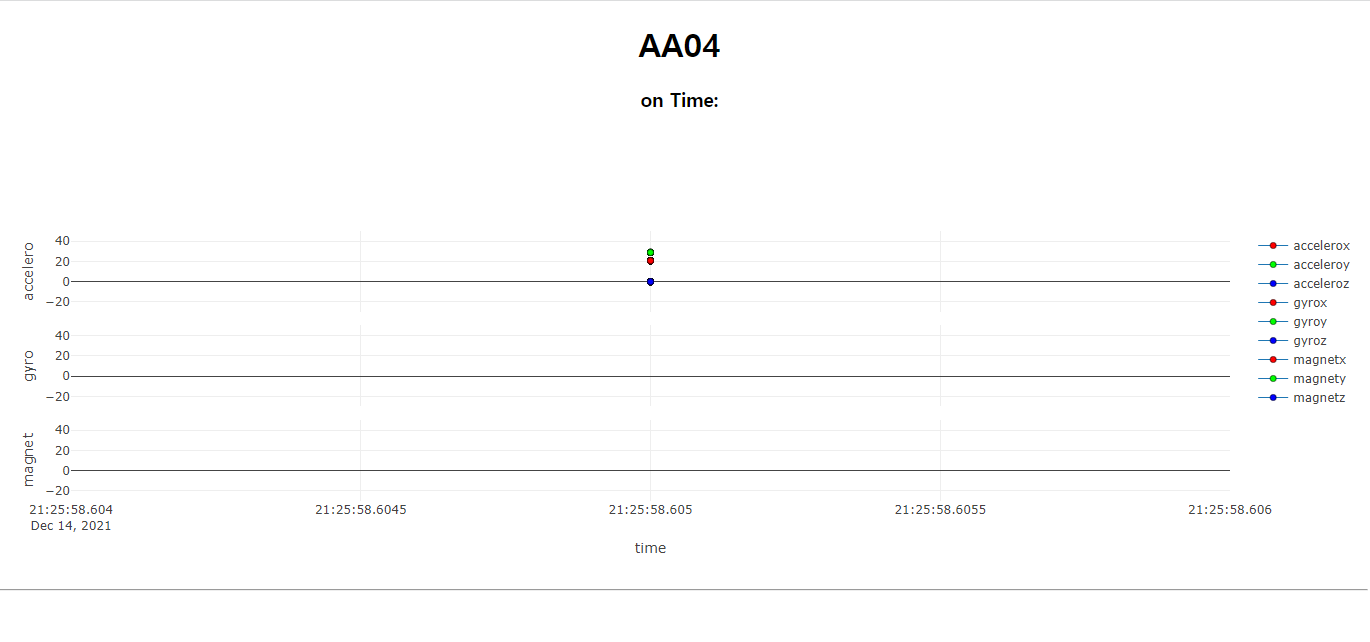 AA04
on Time:
accelero
40
20
0
−20
gyro
40
20
0
−20
magnet
40
20
0
−20
21:25:58.604
Dec 14, 2021
21:25:58.6045
21:25:58.605
21:25:58.6055
21:25:58.606
time
accelerox
acceleroy
acceleroz
gyrox
gyroy
gyroz
magnetx
magnety
magnetz